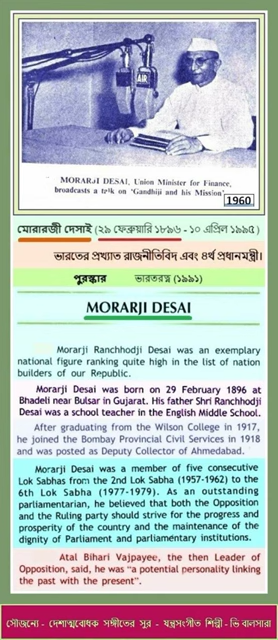 AIR
MORARJI DESAI, Union Minister for Finance,
broadcasts a talk on 'Gandhiji and his Mission'.
1960
মোরারজী দেসাই (২৯ ফেব্রুয়ারি ১৮৯৬ - ১০ এপ্রিল ১৯৯৫)
ভারতের প্রখ্যাত রাজনীতিবিদ এবং ৪র্থ প্রধানমন্ত্রী।
পুরস্কার ভারতরত্ন (১৯৯১)
MORARJI DESAI
Morarji Ranchhodji Desai was an exemplary
national figure ranking quite high in the list of nation
builders of our Republic.
Morarji Desai was born on 29 February 1896 at
Bhadeli near Bulsar in Gujarat. His father Shri Ranchhodji
Desai was a school teacher in the English Middle School.
After graduating from the Wilson College in 1917,
he joined the Bombay Provincial Civil Services in 1918
and was posted as Deputy Collector of Ahmedabad.
Morarji Desai was a member of five consecutive
Lok Sabhas from the 2nd Lok Sabha (1957-1962) to the
6th Lok Sabha (1977-1979). As an outstanding
parliamentarian, he believed that both the Opposition
and the Ruling party should strive for the progress and
prosperity of the country and the maintenance of the
dignity of Parliament and parliamentary institutions.
Atal Bihari Vajpayee, the then Leader of
Opposition, said, he was “a potential personality linking
the past with the present”.
সৌজন্যে - দেশাত্মবোধক সঙ্গীতের সুর - যন্ত্রসংগীত শিল্পী - ভি বালসারা